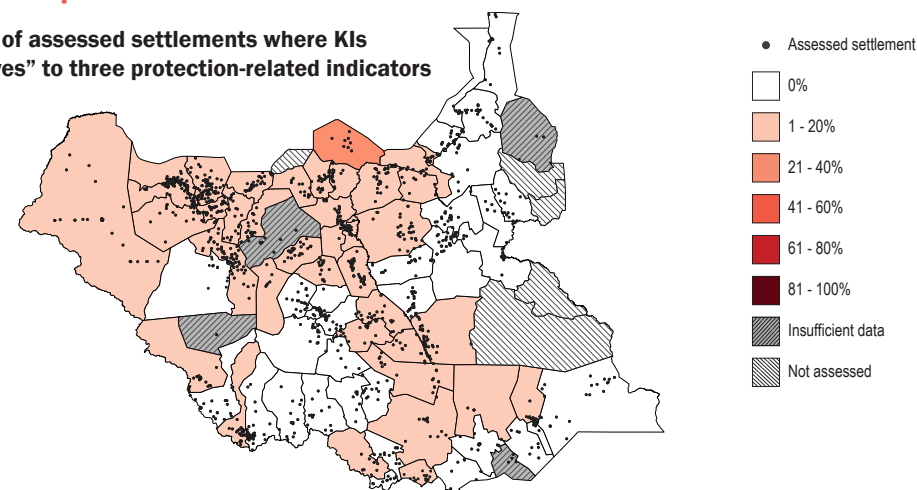 of assessed settlements where KIs
es” to three protection-related indicators
Assessed settlement
0%
1 - 20%
21 - 40%
41 - 60%
61 - 80%
81 - 100%
Insufficient data
Not assessed